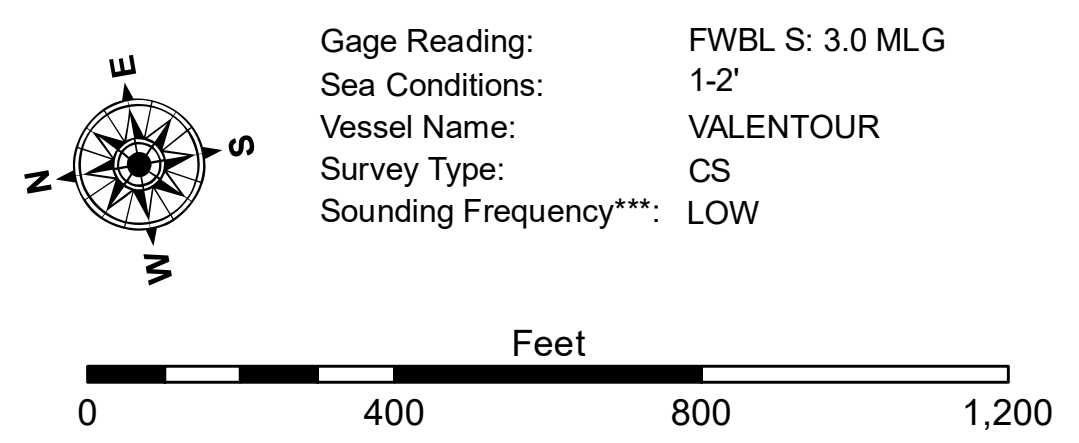 E
S
N
W
Gage Reading: FWBL S: 3.0 MLG
Sea Conditions: 1-2'
Vessel Name: VALENTOUR
Survey Type: CS
Sounding Frequency***: LOW
Feet
0 400 800 1,200